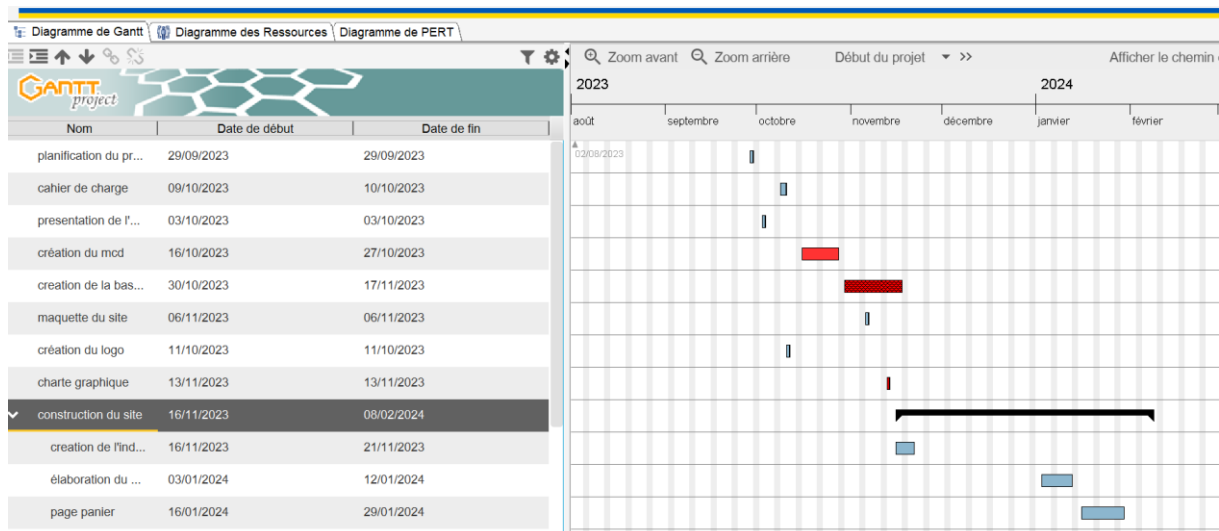 Diagramme de Gantt Diagramme des Ressources Diagramme de PERT
Zoom avant Zoom arrière Début du projet >> Afficher le chemin
GANTT
project
2023 2024
Nom Date de début Date de fin
août septembre octobre novembre décembre janvier février
02/08/2023
planification du pr... 29/09/2023 29/09/2023
cahier de charge 09/10/2023 10/10/2023
presentation de l'... 03/10/2023 03/10/2023
création du mcd 16/10/2023 27/10/2023
creation de la bas... 30/10/2023 17/11/2023
maquette du site 06/11/2023 06/11/2023
création du logo 11/10/2023 11/10/2023
charte graphique 13/11/2023 13/11/2023
construction du site 16/11/2023 08/02/2024
creation de l'ind... 16/11/2023 21/11/2023
élaboration du ... 03/01/2024 12/01/2024
page panier 16/01/2024 29/01/2024